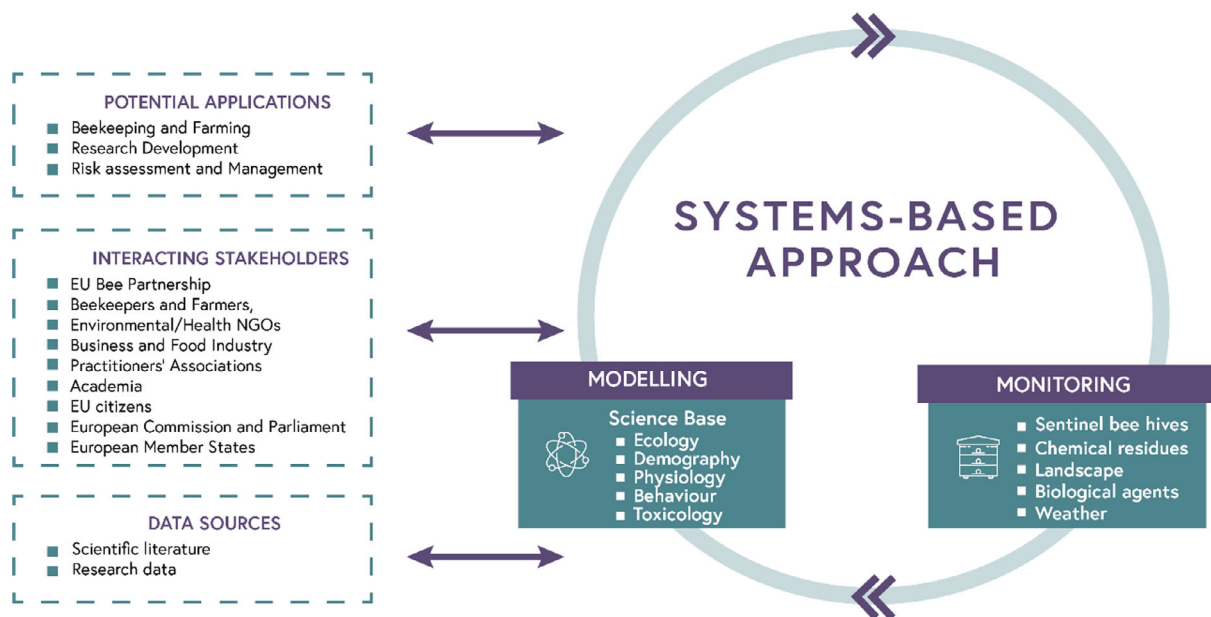 POTENTIAL APPLICATIONS
Beekeeping and Farming
Research Development
Risk assessment and Management
INTERACTING STAKEHOLDERS
EU Bee Partnership
Beekeepers and Farmers,
Environmental/Health NGOs
Business and Food Industry
Practitioners' Associations
Academia
EU citizens
European Commission and Parliament
European Member States
DATA SOURCES
Scientific literature
Research data
SYSTEMS-BASED
APPROACH
MODELLING
Science Base
Ecology
Demography
Physiology
Behaviour
Toxicology
MONITORING
Sentinel bee hives
Chemical residues
Landscape
Biological agents
Weather